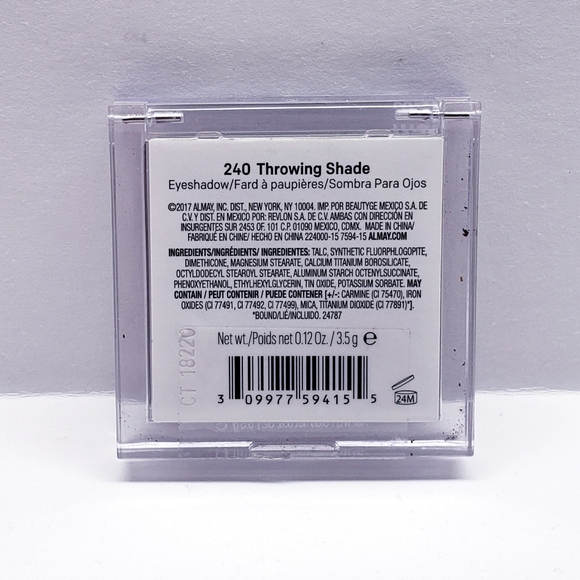 240 Throwing Shade
Eyeshadow/Fard à paupières/Sombra Para Ojos
©2017 ALMAY, INC. DIST., NEW YORK, NY 10004. IMP. POR BEAUTYGE MEXICO S.A. DE
C.V. Y DIST. EN MEXICO POR: REVLON S.A. DE C.V. AMBAS CON DIRECCIÓN EN
INSURGENTES SUR 2453 OF. 101 C.P. 01090 MEXICO, CDMX. MADE IN CHINA/
FABRIQUÉ EN CHINE/ HECHO EN CHINA 224000-15 7594-15 ALMAY.COM
INGREDIENTS/INGRÉDIENTS/ INGREDIENTES: TALC, SYNTHETIC FLUORPHLOGOPITE,
DIMETHICONE, MAGNESIUM STEARATE, CALCIUM TITANIUM BOROSILICATE,
OCTYLDODECYL STEAROYL STEARATE, ALUMINUM STARCH OCTENYLSUCCINATE,
PHENOXYETHANOL, ETHYLHEXYLGLYCERIN, TIN OXIDE, POTASSIUM SORBATE. MAY
CONTAIN / PEUT CONTENIR / PUEDE CONTENER [+/-: CARMINE (CI 75470), IRON
OXIDES (CI 77491, CI 77492, CI 77499), MICA, TITANIUM DIOXIDE (CI 77891)*].
*BOUND/LIÉ/INCLUIDO. 24787
Net wt./Poids net 0.12 Oz. / 3.5 g ℮
CT 18220
3 09977 59415 5
24M